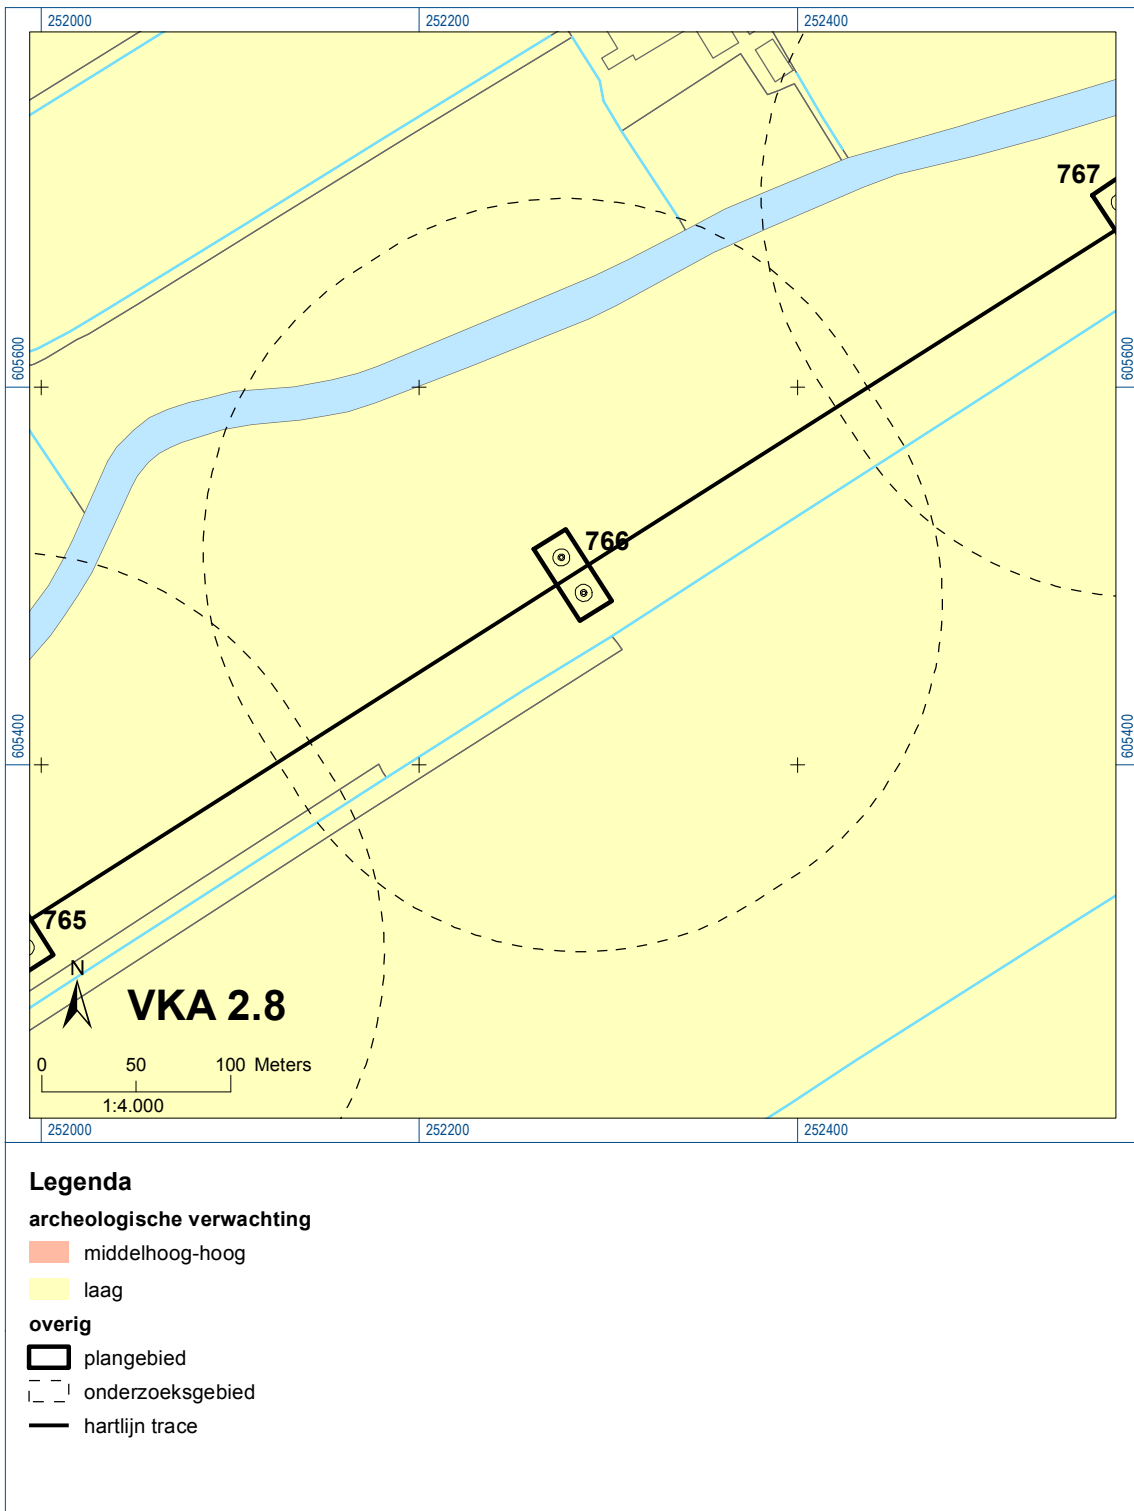 252000
252200
252400
767
605600
605600
766
605400
605400
765
N
VKA 2.8
0 50 100 Meters
1:4.000
252000
252200
252400
Legenda
archeologische verwachting
middelhoog-hoog
laag
overig
plangebied
onderzoeksgebied
hartlijn trace